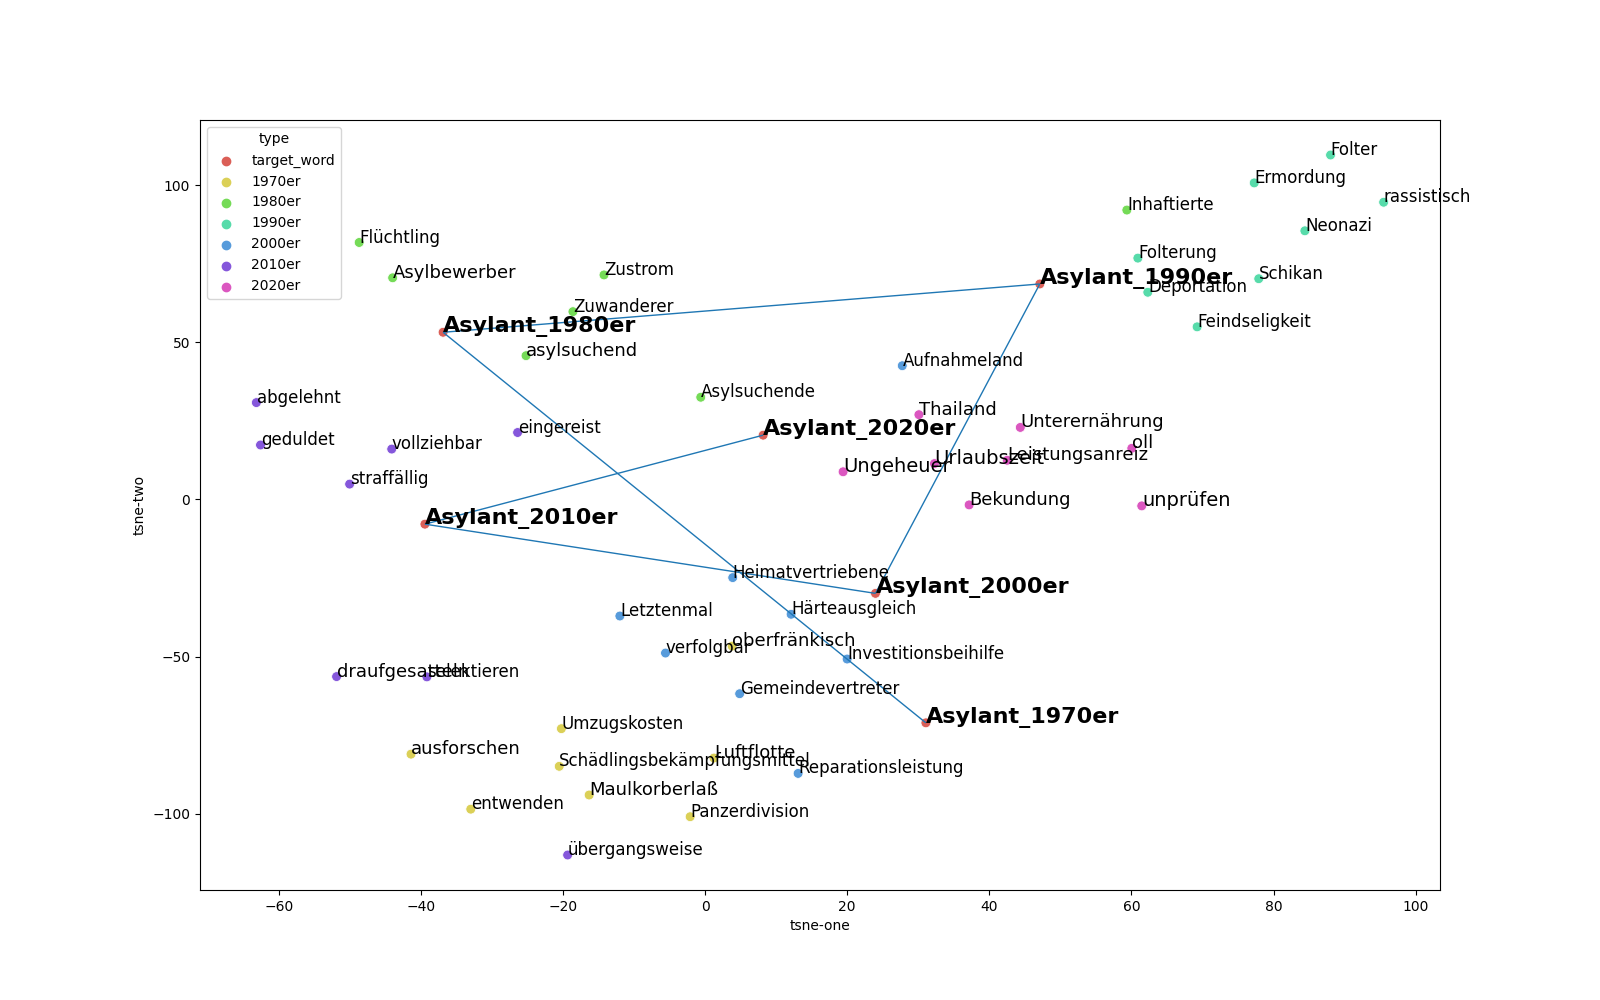 type
target_word
1970er
1980er
1990er
2000er
2010er
2020er
Folter
Ermordung
rassistisch
Inhaftierte
Neonazi
Flüchtling
Folterung
Asylbewerber
Zustrom
Schikan
Asylant_1990er
Deportation
Zuwanderer
Asylant_1980er
Feindseligkeit
asylsuchend
Aufnahmeland
abgelehnt
Asylsuchende
Thailand
Unterernährung
geduldet
vollziehbar
eingereist
Asylant_2020er
oll
Ungeheuer
Urlaubszeit
Leistungsanreiz
straffällig
Bekundung
unprüfen
Asylant_2010er
Heimatvertriebene
Asylant_2000er
Letztenmal
Härteausgleich
verfolgbar
oberfränkisch
Investitionsbeihilfe
draufgesattelt
Gemeindevertreter
Asylant_1970er
Umzugskosten
ausforschen
Luftflotte
Schädlingsbekämpfungsmittel
Reparationsleistung
Maulkorberlaß
entwenden
Panzerdivision
übergangsweise
100
50
0
−50
−100
tsne-two
−60
−40
−20
0
20
40
60
80
100
tsne-one